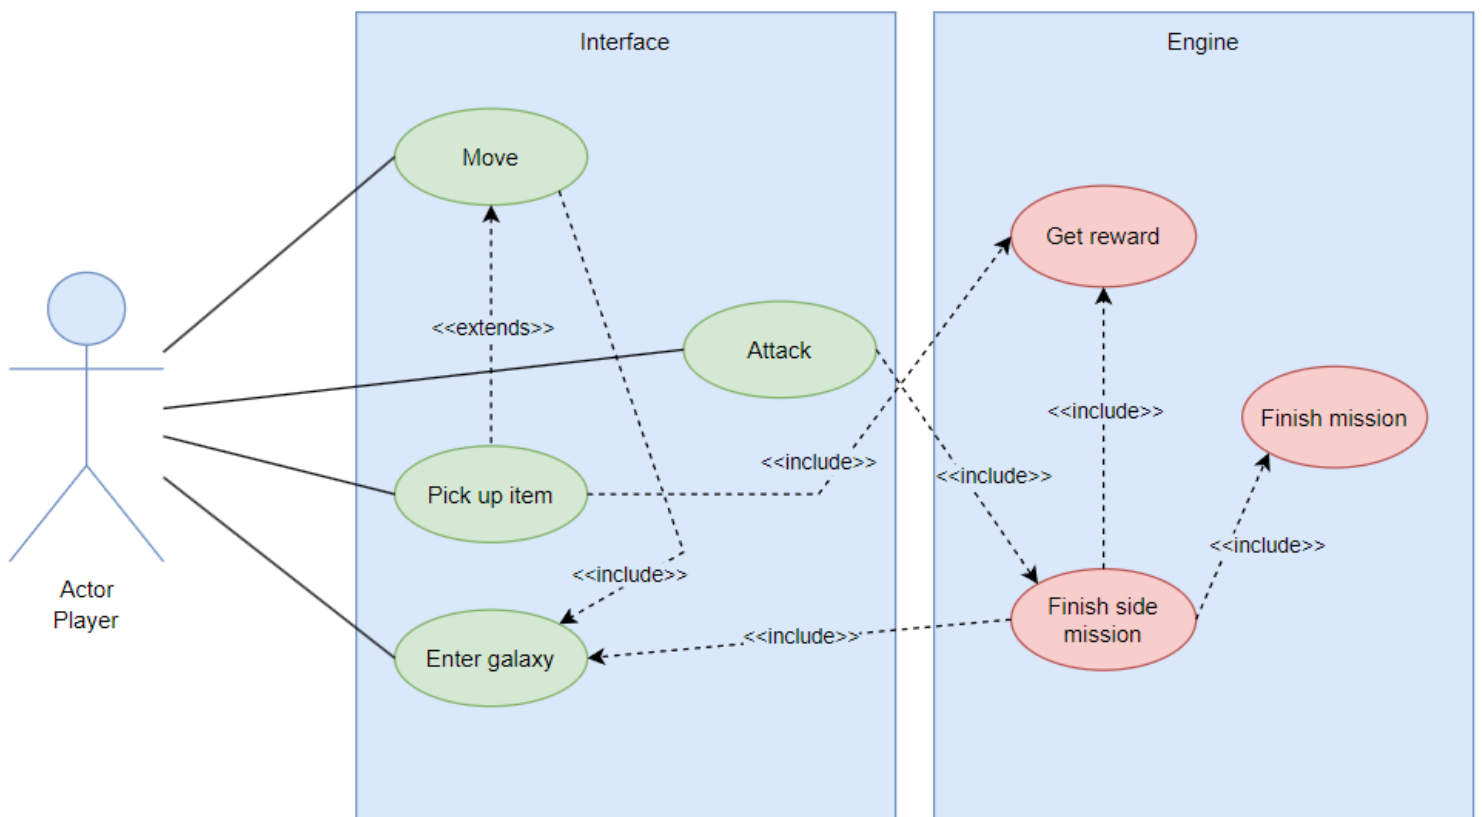 Interface
Engine
Move
Get reward
<<extends>>
Attack
<<include>>
Finish mission
<<include>>
<<include>>
Pick up item
<<include>>
<<include>>
Actor
Player
Finish side
mission
<<include>>
Enter galaxy